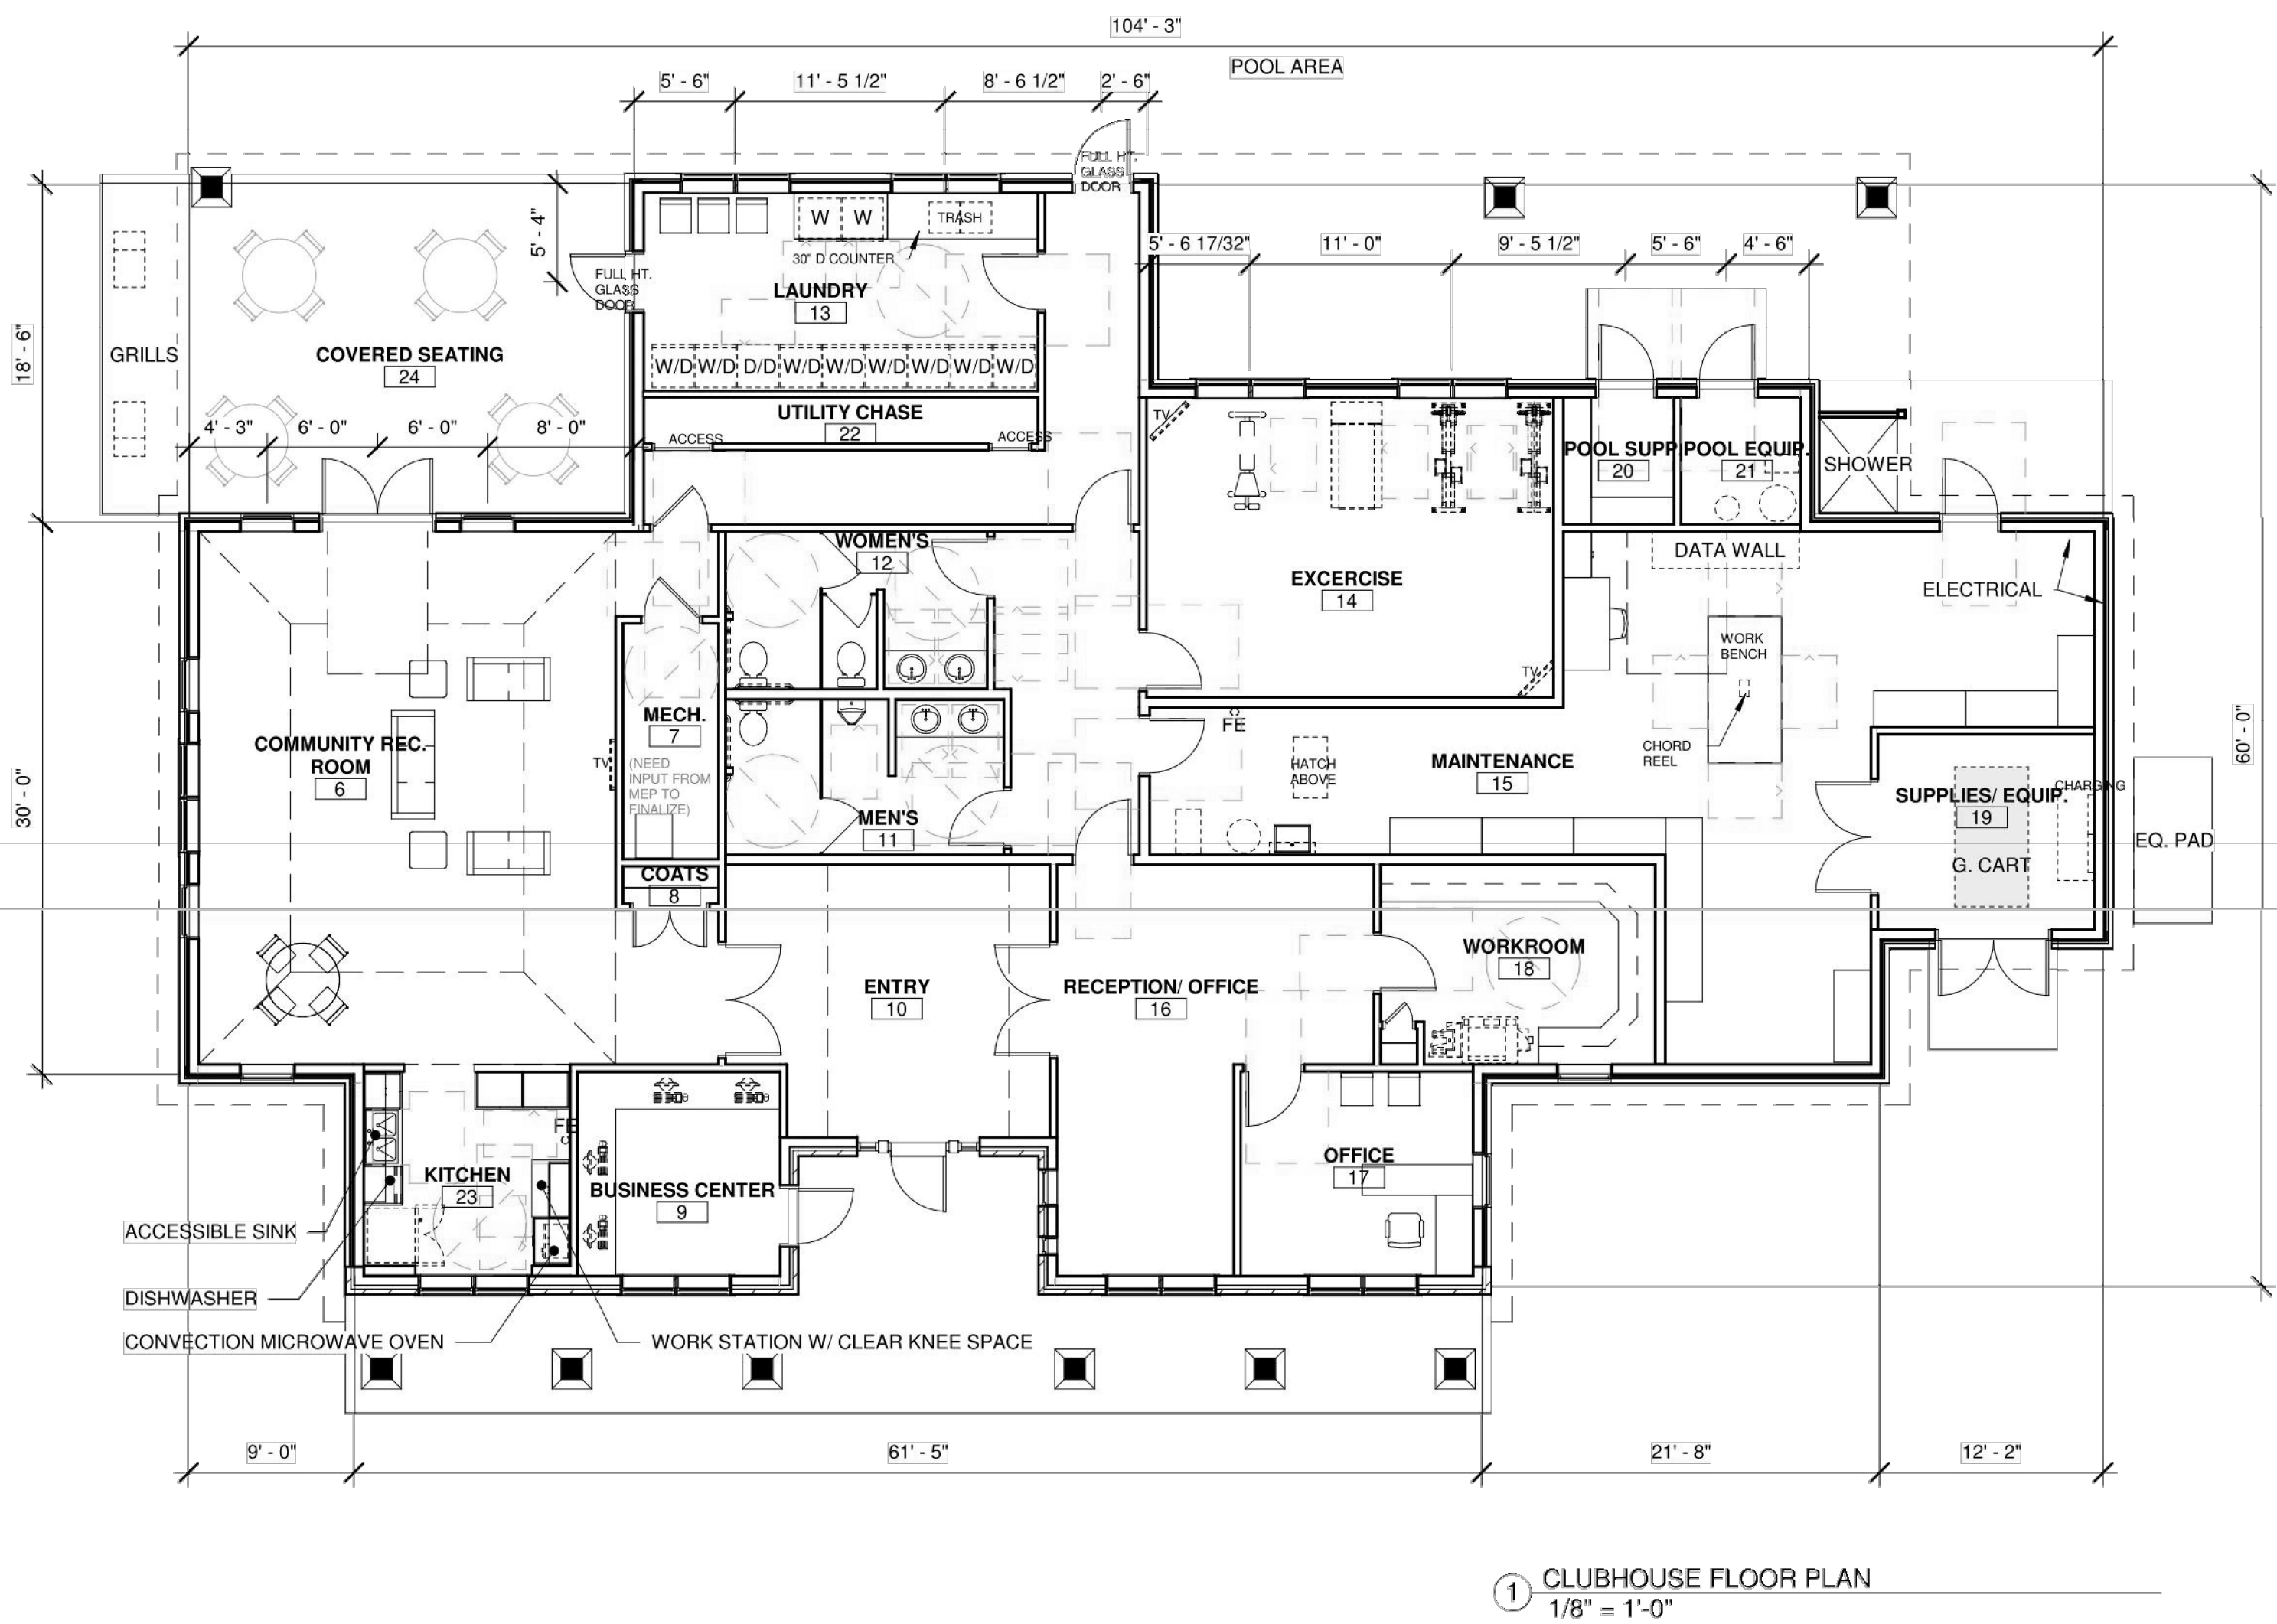 104' - 3"
POOL AREA
5' - 6"
11' - 5 1/2"
8' - 6 1/2"
2' - 6"
FULL HT.
GLASS
DOOR
W W
TRASH
30" D COUNTER
5' - 4"
FULL HT.
GLASS
DOOR
LAUNDRY
13
5' - 6 17/32"
11' - 0"
9' - 5 1/2"
5' - 6"
4' - 6"
18' - 6"
GRILLS
COVERED SEATING
24
W/D W/D D/D W/D W/D W/D W/D W/D W/D
UTILITY CHASE
22
ACCESS
ACCESS
4' - 3"
6' - 0"
6' - 0"
8' - 0"
TV
POOL SUPP
20
POOL EQUIP.
21
SHOWER
WOMEN'S
12
DATA WALL
EXCERCISE
14
ELECTRICAL
WORK
BENCH
TV
MECH.
7
(NEED
INPUT FROM
MEP TO
FINALIZE)
FE
COMMUNITY REC.
ROOM
6
TV
HATCH
ABOVE
MAINTENANCE
15
CHORD
REEL
60' - 0"
30' - 0"
CHARGING
SUPPLIES/ EQUIP.
19
MEN'S
11
EQ. PAD
G. CART
COATS
8
WORKROOM
18
ENTRY
10
RECEPTION/ OFFICE
16
FE
KITCHEN
23
BUSINESS CENTER
9
OFFICE
17
ACCESSIBLE SINK
DISHWASHER
CONVECTION MICROWAVE OVEN
WORK STATION W/ CLEAR KNEE SPACE
9' - 0"
61' - 5"
21' - 8"
12' - 2"
1
CLUBHOUSE FLOOR PLAN
1/8" = 1'-0"